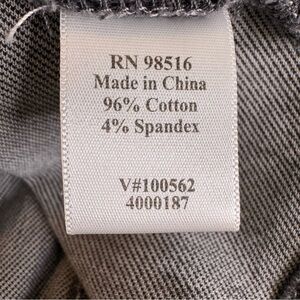 RN 98516
Made in China
96% Cotton
4% Spandex
V#100562
4000187